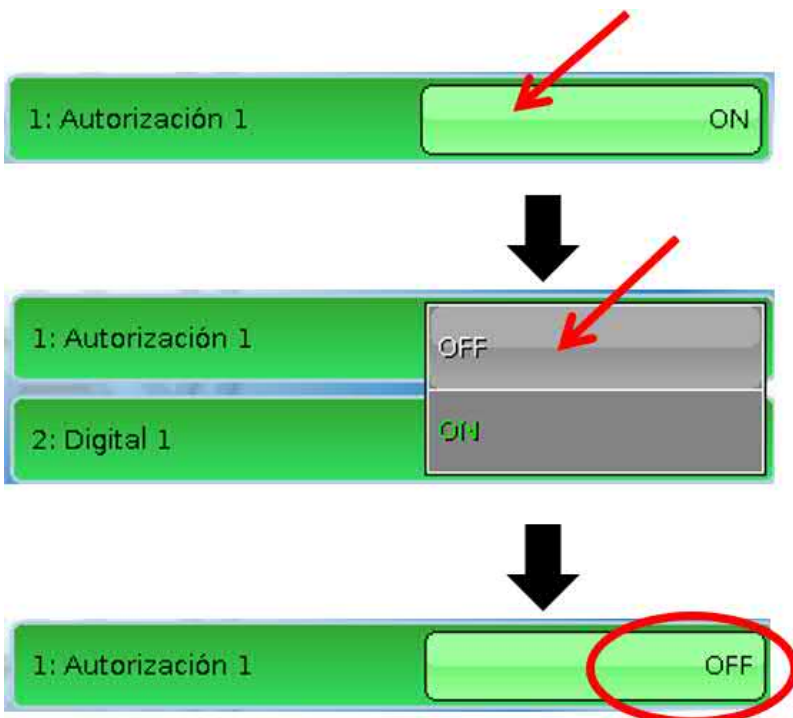 1: Autorización 1 ON
1: Autorización 1 OFF
2: Digital 1 ON
1: Autorización 1 OFF